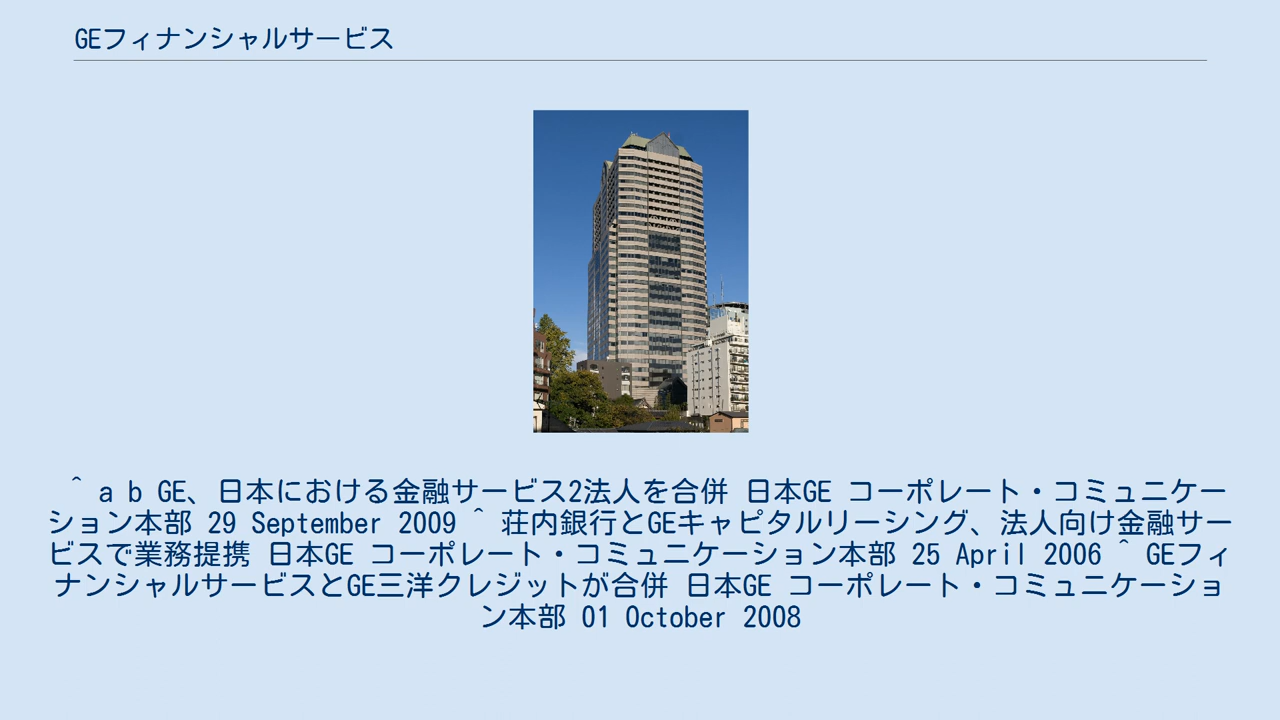 GEフィナンシャルサービス
^ a b GE、日本における金融サービス2法人を合併 日本GE コーポレート・コミュニケー
ション本部 29 September 2009 ^ 荘内銀行とGEキャピタルリーシング、法人向け金融サー
ビスで業務提携 日本GE コーポレート・コミュニケーション本部 25 April 2006 ^ GEフィ
ナンシャルサービスとGE三洋クレジットが合併 日本GE コーポレート・コミュニケーショ
ン本部 01 October 2008